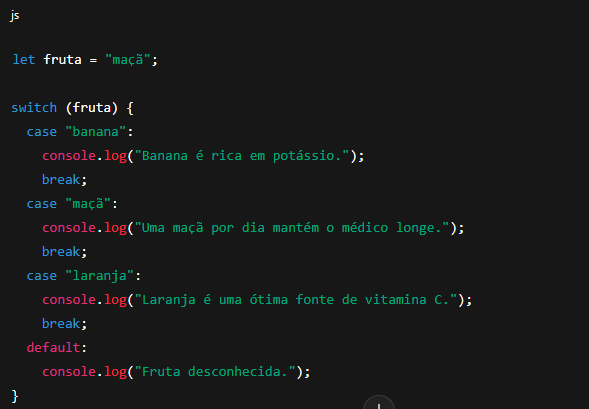 js
let fruta = "maçã";
switch (fruta) {
  case "banana":
    console.log("Banana é rica em potássio.");
    break;
  case "maçã":
    console.log("Uma maçã por dia mantém o médico longe.");
    break;
  case "laranja":
    console.log("Laranja é uma ótima fonte de vitamina C.");
    break;
  default:
    console.log("Fruta desconhecida.");
}